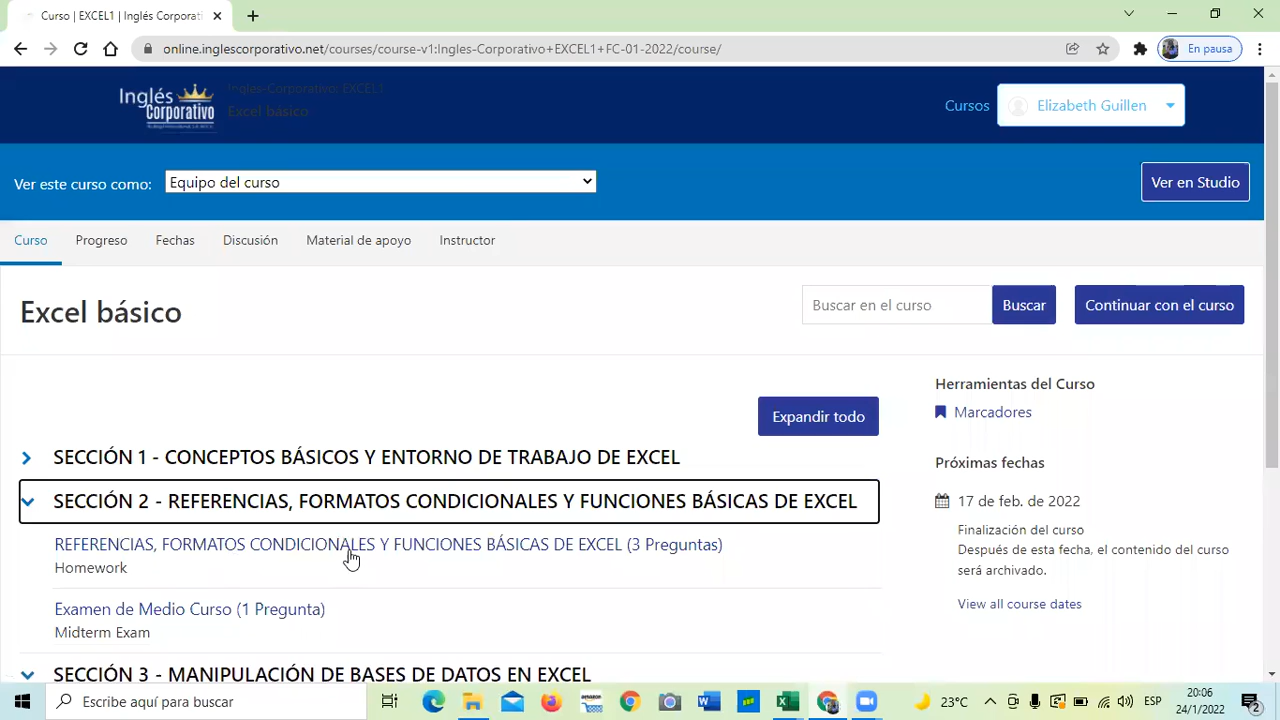 Curso | EXCEL1 | Inglés Corporati
online.inglescorporativo.net/courses/course-v1:Ingles-Corporativo+EXCEL1+FC-01-2022/course/
En pausa
Inglés Corporativo
Ingles-Corporativo: EXCEL1
Excel básico
Cursos
Elizabeth Guillen
Ver este curso como:
Equipo del curso
Ver en Studio
Curso
Progreso
Fechas
Discusión
Material de apoyo
Instructor
Excel básico
Buscar en el curso
Buscar
Continuar con el curso
Expandir todo
SECCIÓN 1 - CONCEPTOS BÁSICOS Y ENTORNO DE TRABAJO DE EXCEL
SECCIÓN 2 - REFERENCIAS, FORMATOS CONDICIONALES Y FUNCIONES BÁSICAS DE EXCEL
REFERENCIAS, FORMATOS CONDICIONALES Y FUNCIONES BÁSICAS DE EXCEL (3 Preguntas)
Homework
Examen de Medio Curso (1 Pregunta)
Midterm Exam
SECCIÓN 3 - MANIPULACIÓN DE BASES DE DATOS EN EXCEL
Herramientas del Curso
Marcadores
Próximas fechas
17 de feb. de 2022
Finalización del curso
Después de esta fecha, el contenido del curso
será archivado.
View all course dates
Escribe aquí para buscar
amazon
23°C
ESP
20:06
24/1/2022
2